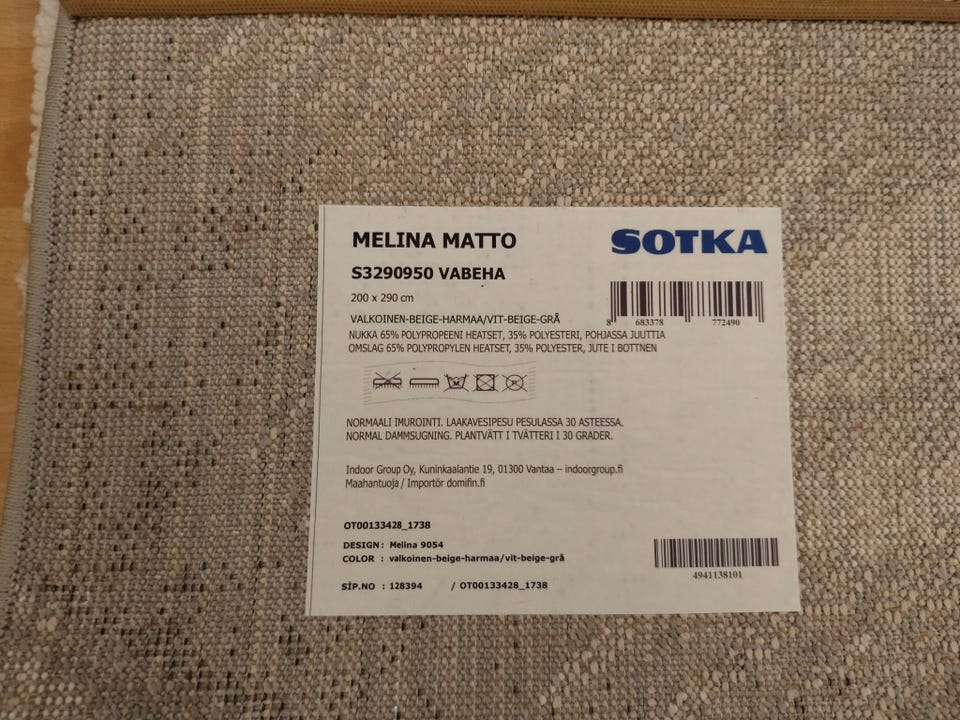 MELINA MATTO
SOTKA
S3290950 VABEHA
200 x 290 cm
VALKOINEN-BEIGE-HARMAA/VIT-BEIGE-GRÅ
8 683378 772490
NUKKA 65% POLYPROPEENI HEATSET, 35% POLYESTERI, POHJASSA JUUTTIA
OMSLAG 65% POLYPROPYLEN HEATSET, 35% POLYESTER, JUTE I BOTTNEN
NORMAALI IMUROINTI. LAAKAVESIPESU PESULASSA 30 ASTEESSA.
NORMAL DAMMSUGNING. PLANTVÄTT I TVÄTTERI I 30 GRADER.
Indoor Group Oy, Kuninkaalantie 19, 01300 Vantaa – indoorgroup.fi
Maahantuoja / Importör domifin.fi
OT00133428_1738
DESIGN : Melina 9054
COLOR : valkoinen-beige-harmaa/vit-beige-grå
4941138101
SİP.NO : 128394 / OT00133428_1738